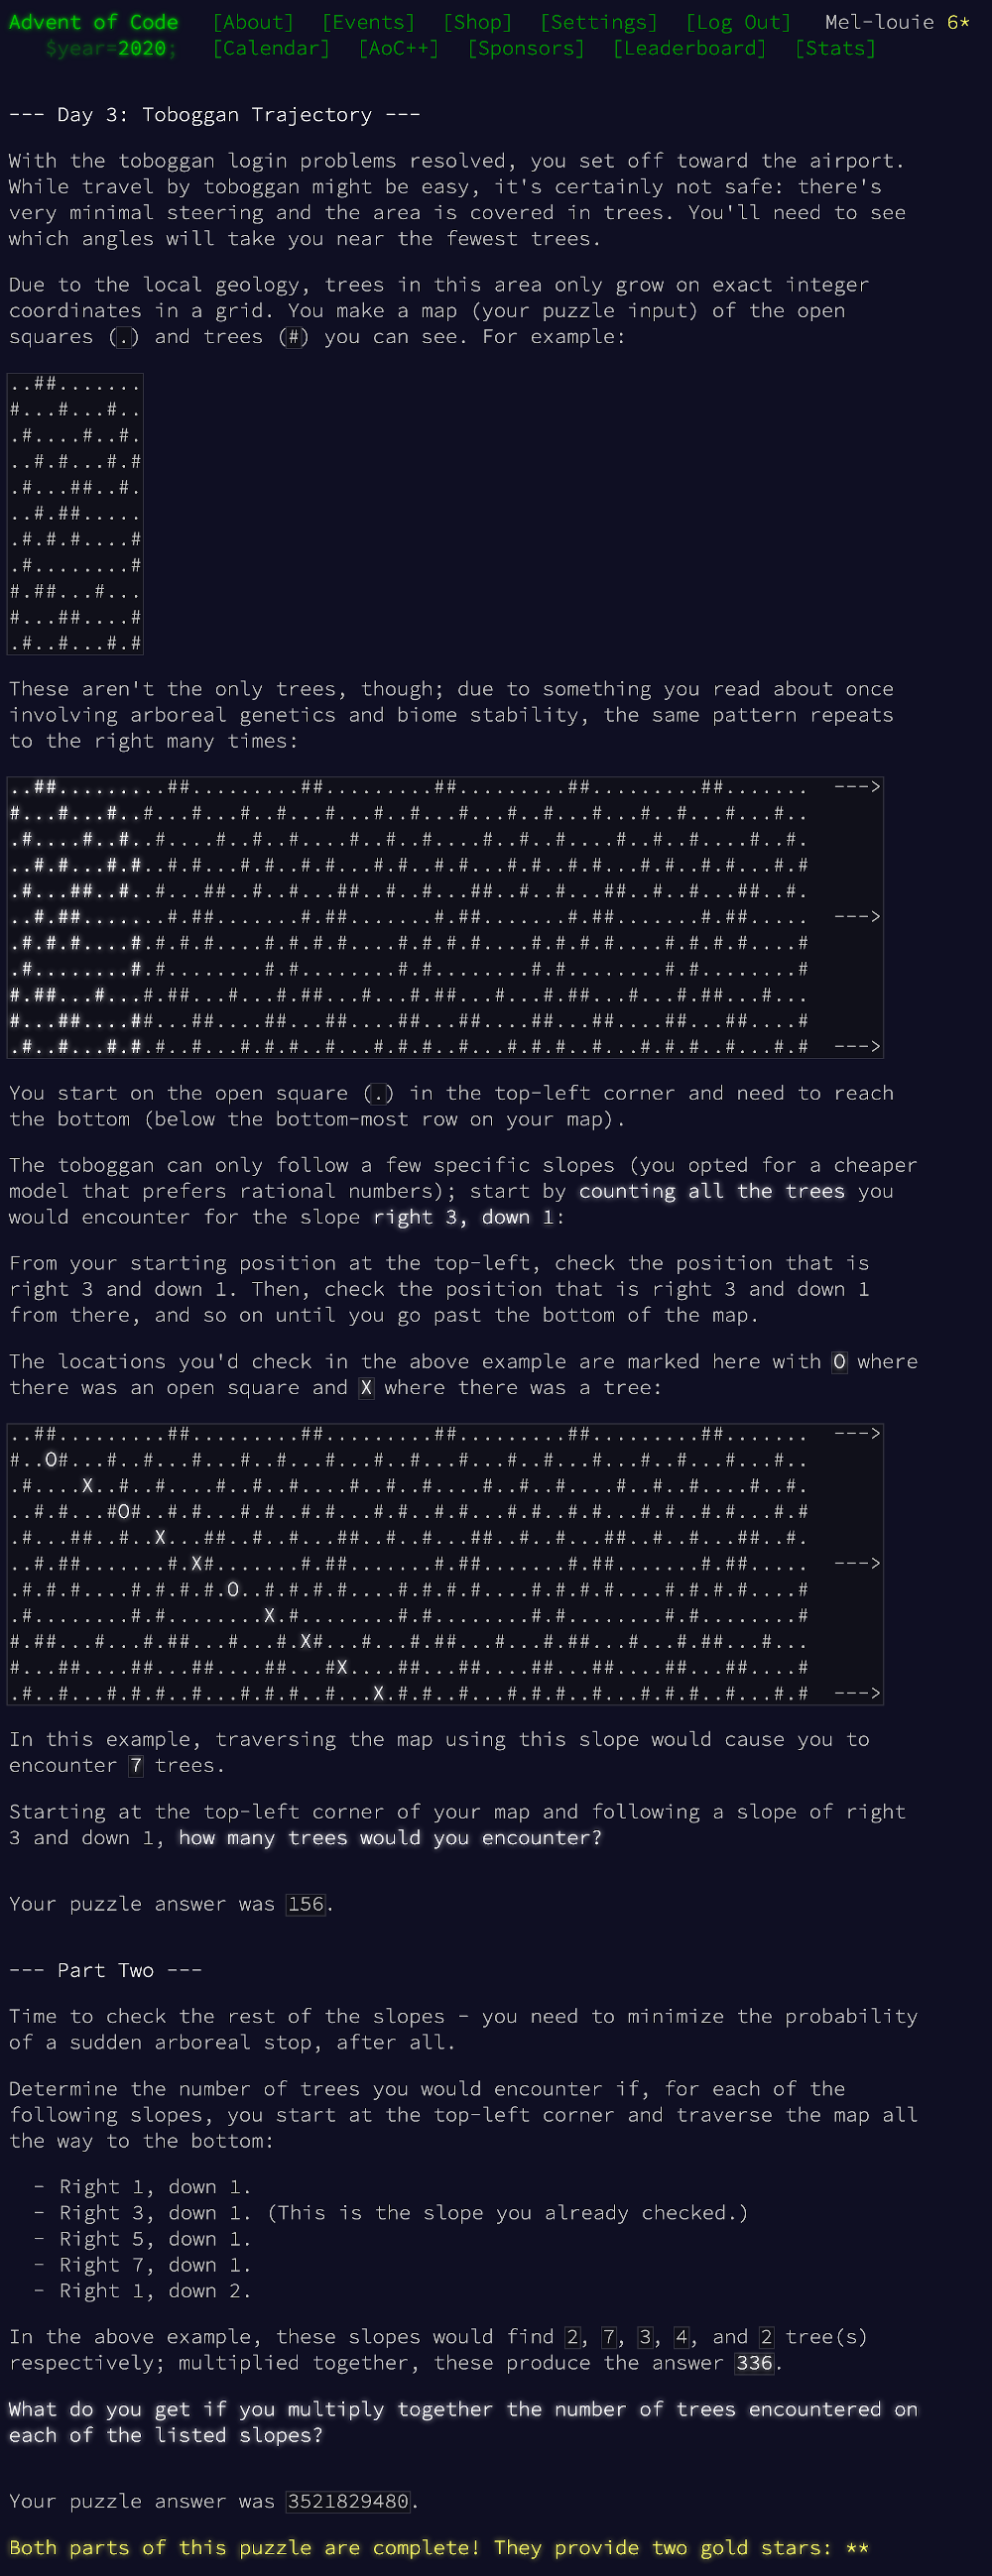 Advent of Code [About] [Events] [Shop] [Settings] [Log Out] Mel-louie 6*
$year=2020; [Calendar] [AoC++] [Sponsors] [Leaderboard] [Stats]
--- Day 3: Toboggan Trajectory ---
With the toboggan login problems resolved, you set off toward the airport.
While travel by toboggan might be easy, it's certainly not safe: there's
very minimal steering and the area is covered in trees. You'll need to see
which angles will take you near the fewest trees.
Due to the local geology, trees in this area only grow on exact integer
coordinates in a grid. You make a map (your puzzle input) of the open
squares (.) and trees (#) you can see. For example:
..##.......
#...#...#..
.#....#..#.
..#.#...#.#
.#...##..#.
..#.##.....
.#.#.#....#
.#........#
#.##...#...
#...##....#
.#..#...#.#
These aren't the only trees, though; due to something you read about once
involving arboreal genetics and biome stability, the same pattern repeats
to the right many times:
..##.........##.........##.........##.........##.........##.......  --->
#...#...#..#...#...#..#...#...#..#...#...#..#...#...#..#...#...#..
.#....#..#..#....#..#..#....#..#..#....#..#..#....#..#..#....#..#.
..#.#...#.#..#.#...#.#..#.#...#.#..#.#...#.#..#.#...#.#..#.#...#.#
.#...##..#..#...##..#..#...##..#..#...##..#..#...##..#..#...##..#.
..#.##.......#.##.......#.##.......#.##.......#.##.......#.##.....  --->
.#.#.#....#.#.#.#....#.#.#.#....#.#.#.#....#.#.#.#....#.#.#.#....#
.#........#.#........#.#........#.#........#.#........#.#........#
#.##...#...#.##...#...#.##...#...#.##...#...#.##...#...#.##...#...
#...##....##...##....##...##....##...##....##...##....##...##....#
.#..#...#.#.#..#...#.#.#..#...#.#.#..#...#.#.#..#...#.#.#..#...#.#  --->
You start on the open square (.) in the top-left corner and need to reach
the bottom (below the bottom-most row on your map).
The toboggan can only follow a few specific slopes (you opted for a cheaper
model that prefers rational numbers); start by counting all the trees you
would encounter for the slope right 3, down 1:
From your starting position at the top-left, check the position that is
right 3 and down 1. Then, check the position that is right 3 and down 1
from there, and so on until you go past the bottom of the map.
The locations you'd check in the above example are marked here with O where
there was an open square and X where there was a tree:
..##.........##.........##.........##.........##.........##.......  --->
#..O#...#..#...#...#..#...#...#..#...#...#..#...#...#..#...#...#..
.#....X..#..#....#..#..#....#..#..#....#..#..#....#..#..#....#..#.
..#.#...#O#..#.#...#.#..#.#...#.#..#.#...#.#..#.#...#.#..#.#...#.#
.#...##..#..X...##..#..#...##..#..#...##..#..#...##..#..#...##..#.
..#.##.......#.X#.......#.##.......#.##.......#.##.......#.##.....  --->
.#.#.#....#.#.#.#.O..#.#.#.#....#.#.#.#....#.#.#.#....#.#.#.#....#
.#........#.#........X.#........#.#........#.#........#.#........#
#.##...#...#.##...#...#.X#...#...#.##...#...#.##...#...#.##...#...
#...##....##...##....##...#X....##...##....##...##....##...##....#
.#..#...#.#.#..#...#.#.#..#...X.#.#..#...#.#.#..#...#.#.#..#...#.#  --->
In this example, traversing the map using this slope would cause you to
encounter 7 trees.
Starting at the top-left corner of your map and following a slope of right
3 and down 1, how many trees would you encounter?
Your puzzle answer was 156.
--- Part Two ---
Time to check the rest of the slopes - you need to minimize the probability
of a sudden arboreal stop, after all.
Determine the number of trees you would encounter if, for each of the
following slopes, you start at the top-left corner and traverse the map all
the way to the bottom:
- Right 1, down 1.
- Right 3, down 1. (This is the slope you already checked.)
- Right 5, down 1.
- Right 7, down 1.
- Right 1, down 2.
In the above example, these slopes would find 2, 7, 3, 4, and 2 tree(s)
respectively; multiplied together, these produce the answer 336.
What do you get if you multiply together the number of trees encountered on
each of the listed slopes?
Your puzzle answer was 3521829480.
Both parts of this puzzle are complete! They provide two gold stars: **